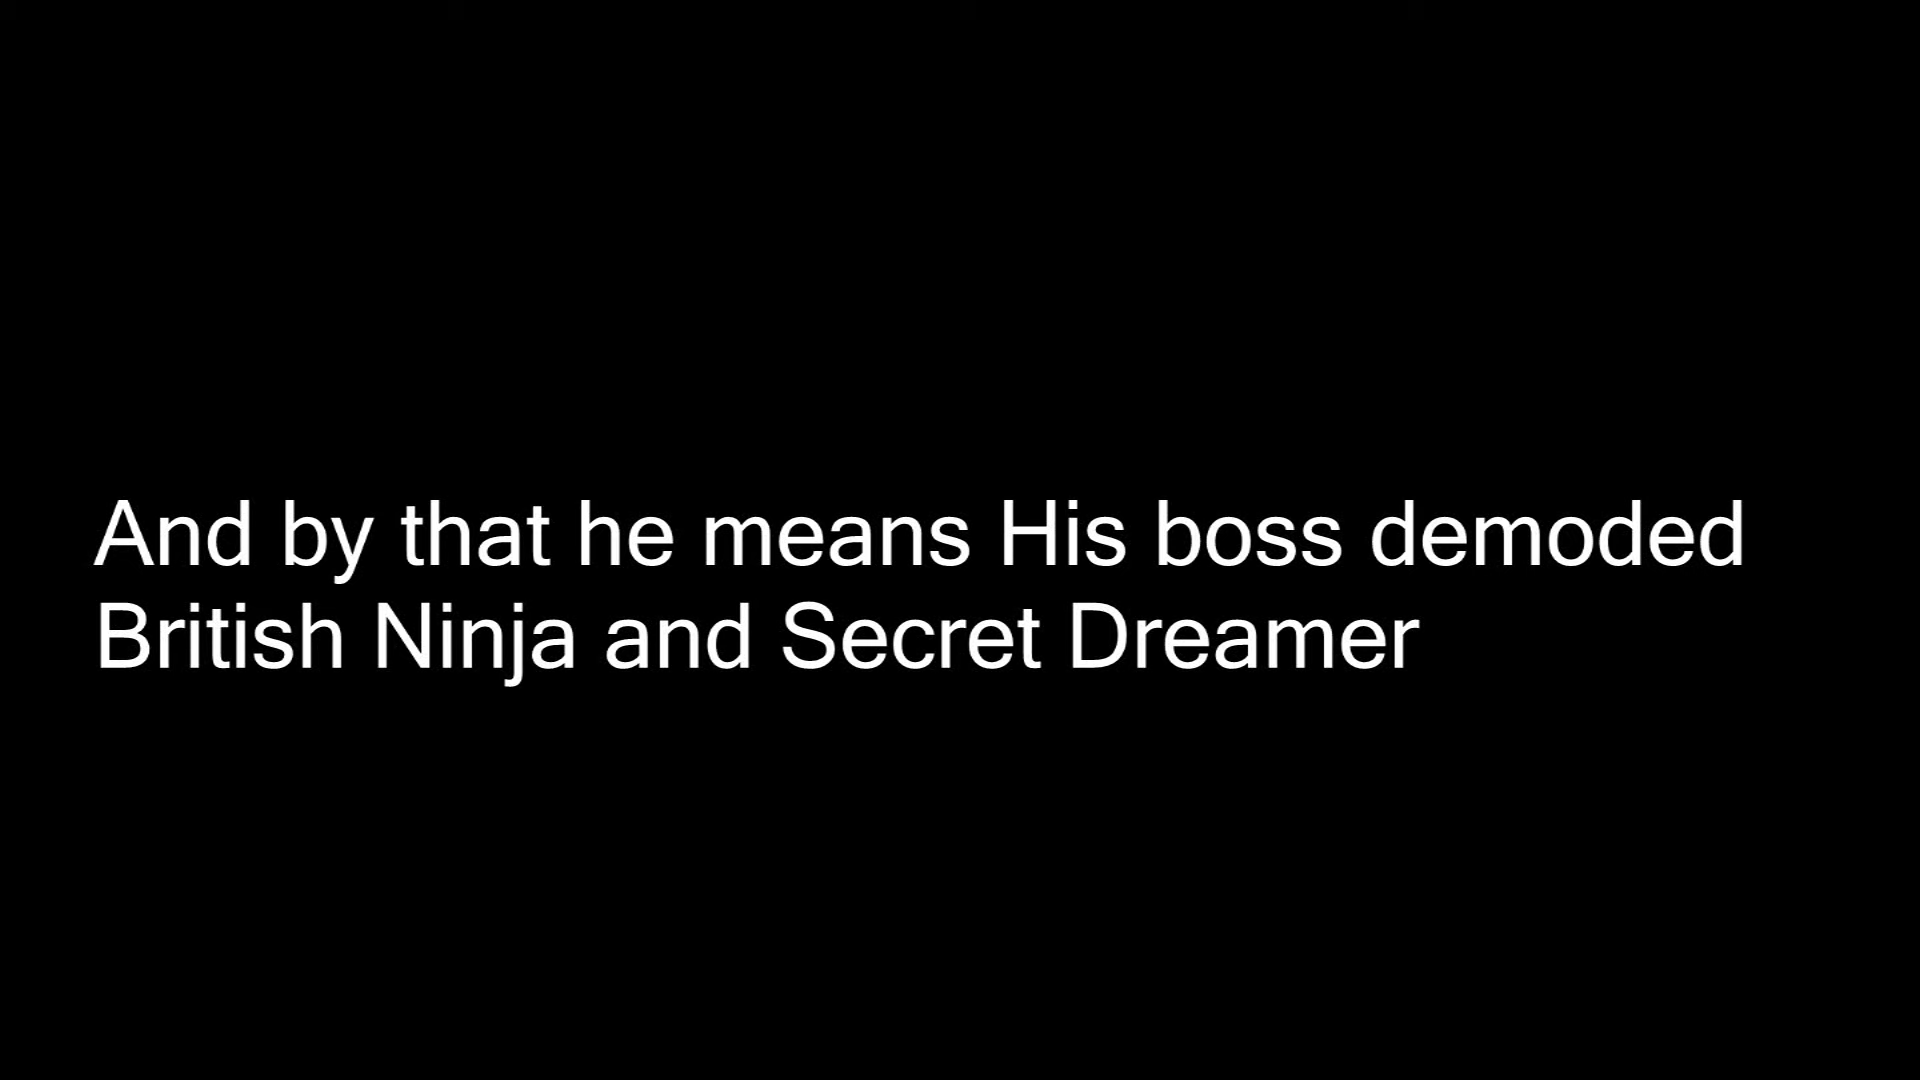 And by that he means His boss demoded
British Ninja and Secret Dreamer